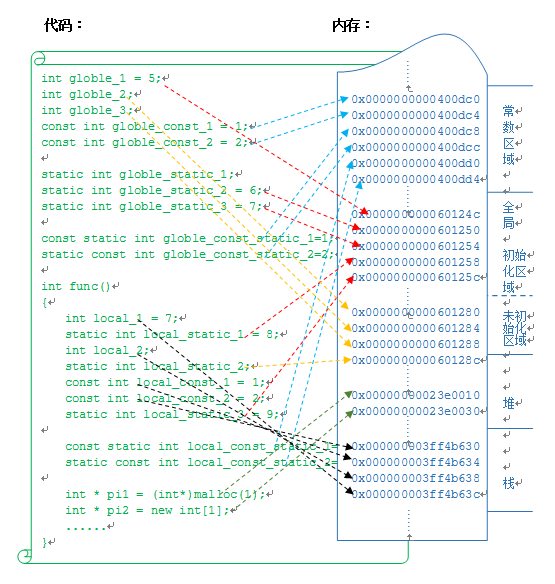 代码：
内存：
int globle_1 = 5;
int globle_2;
int globle_3;
const int globle_const_1 = 1;
const int globle_const_2 = 2;
static int globle_static_1;
static int globle_static_2 = 6;
static int globle_static_3 = 7;
const static int globle_const_static_1=1;
static const int globle_const_static_2=2;
int func()
{
int local_1 = 7;
static int local_static_1 = 8;
int local_2;
static int local_static_2;
const int local_const_1 = 1;
const int local_const_2 = 2;
static int local_static_3 = 9;
const static int local_const_static_1=
static const int local_const_static_2=
int * pi1 = (int*)malloc(1);
int * pi2 = new int[1];
......
}
0x0000000000400dc0
0x0000000000400dc4
0x0000000000400dc8
0x0000000000400dcc
0x0000000000400dd0
0x0000000000400dd4
0x000000000060124c
0x0000000000601250
0x0000000000601254
0x0000000000601258
0x000000000060125c
0x0000000000601280
0x0000000000601284
0x0000000000601288
0x000000000060128c
0x00000000023e0010
0x00000000023e0030
0x000000003ff4b630
0x000000003ff4b634
0x000000003ff4b638
0x000000003ff4b63c
常
数
区
域
全
局
初始
化区
域
未初
始化
区域
堆
栈